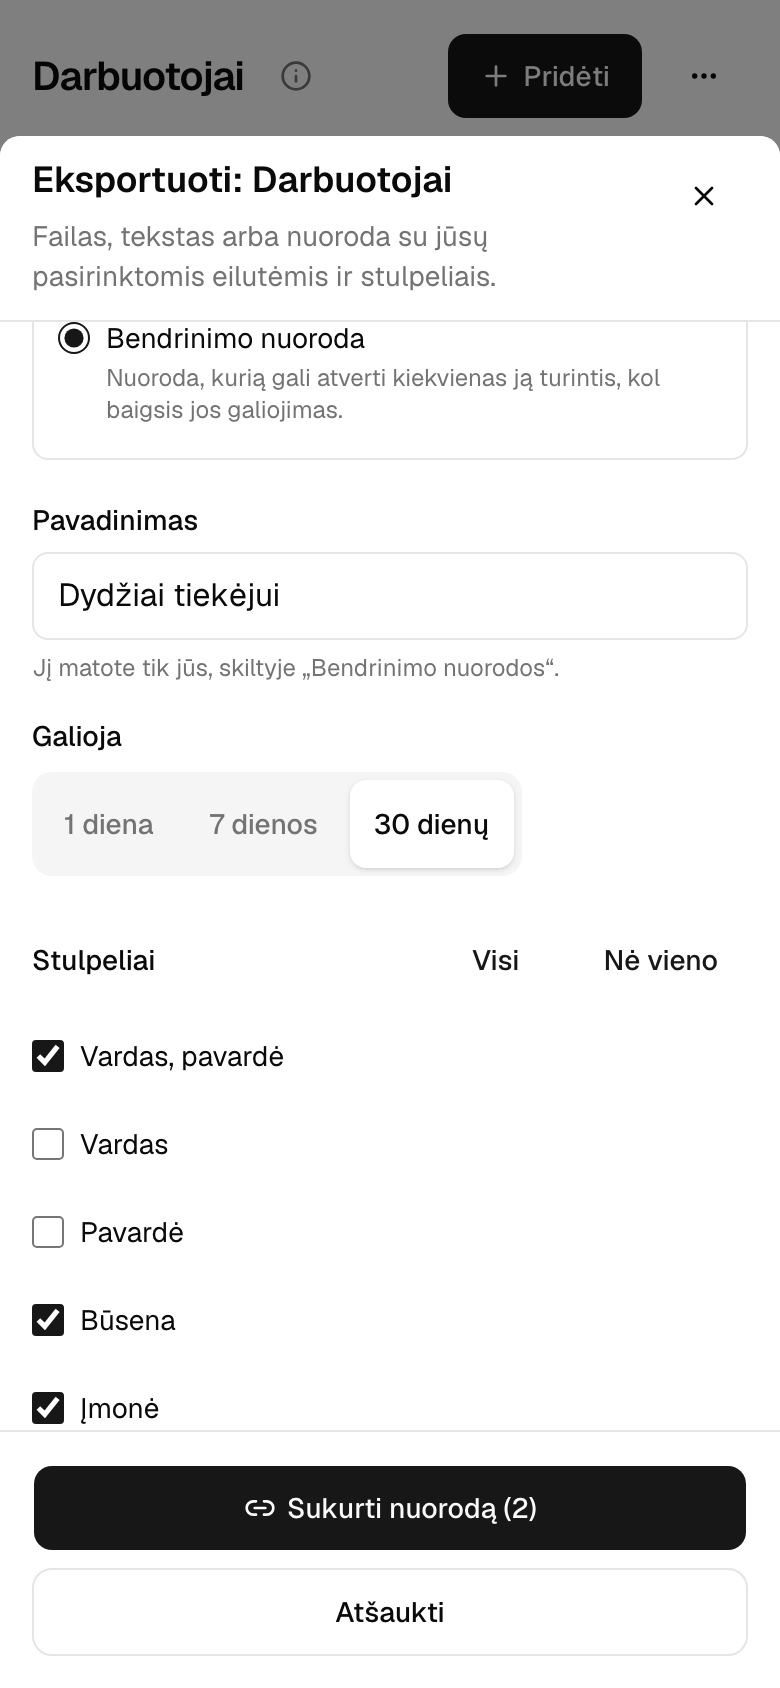 Darbuotojai
Pridėti
Eksportuoti: Darbuotojai
Failas, tekstas arba nuoroda su jūsų
pasirinktomis eilutėmis ir stulpeliais.
Bendrinimo nuoroda
Nuoroda, kurią gali atverti kiekvienas ją turintis, kol
baigsis jos galiojimas.
Pavadinimas
Dydžiai tiekėjui
Jį matote tik jūs, skiltyje „Bendrinimo nuorodos“.
Galioja
1 diena 7 dienos 30 dienų
Stulpeliai Visi Nė vieno
Vardas, pavardė
Vardas
Pavardė
Būsena
Įmonė
Sukurti nuorodą (2)
Atšaukti